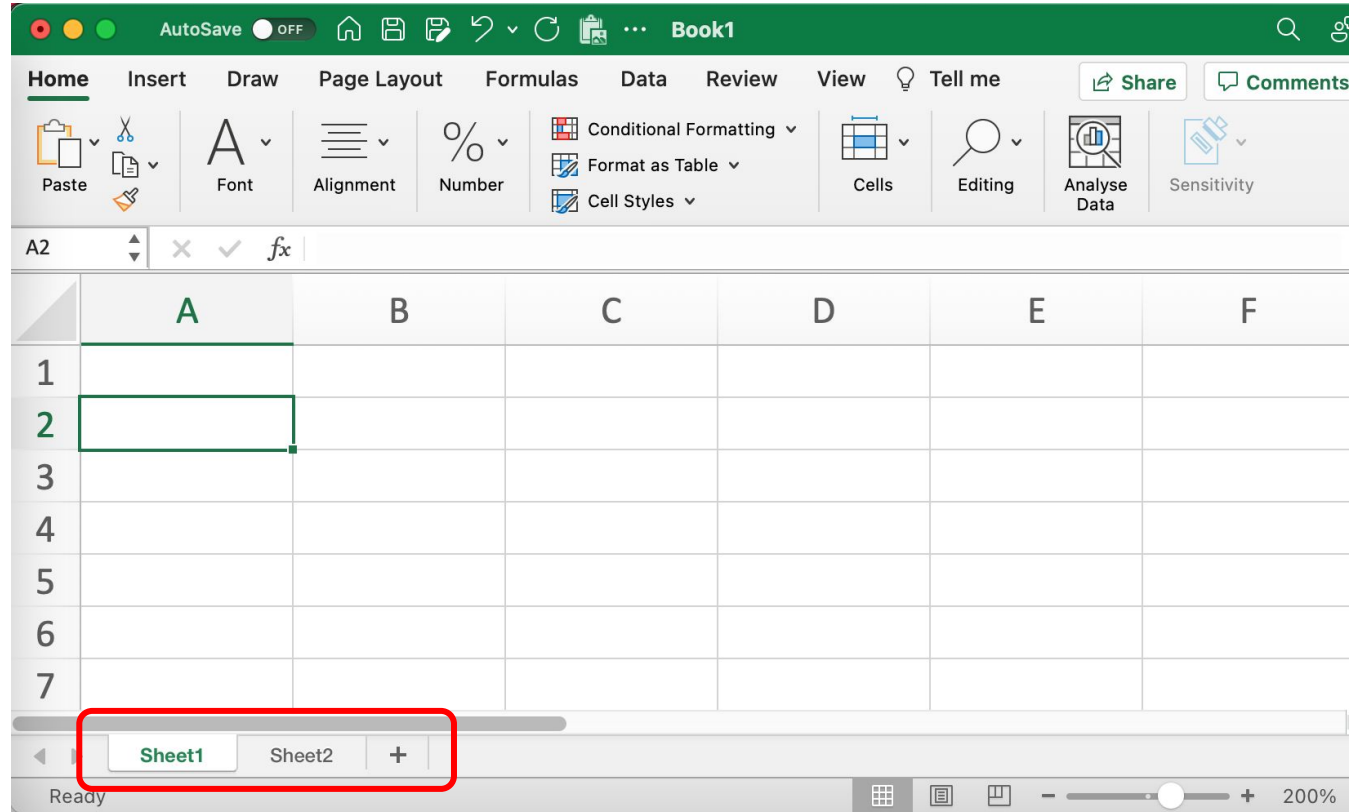 AutoSave OFF ... Book1
Home Insert Draw Page Layout Formulas Data Review View Tell me Share Comments
Conditional Formatting
Format as Table
Cell Styles
Paste Font Alignment Number Cells Editing Analyse Data Sensitivity
A2 fx
A B C D E F
1
2
3
4
5
6
7
Sheet1 Sheet2 +
Ready - + 200%